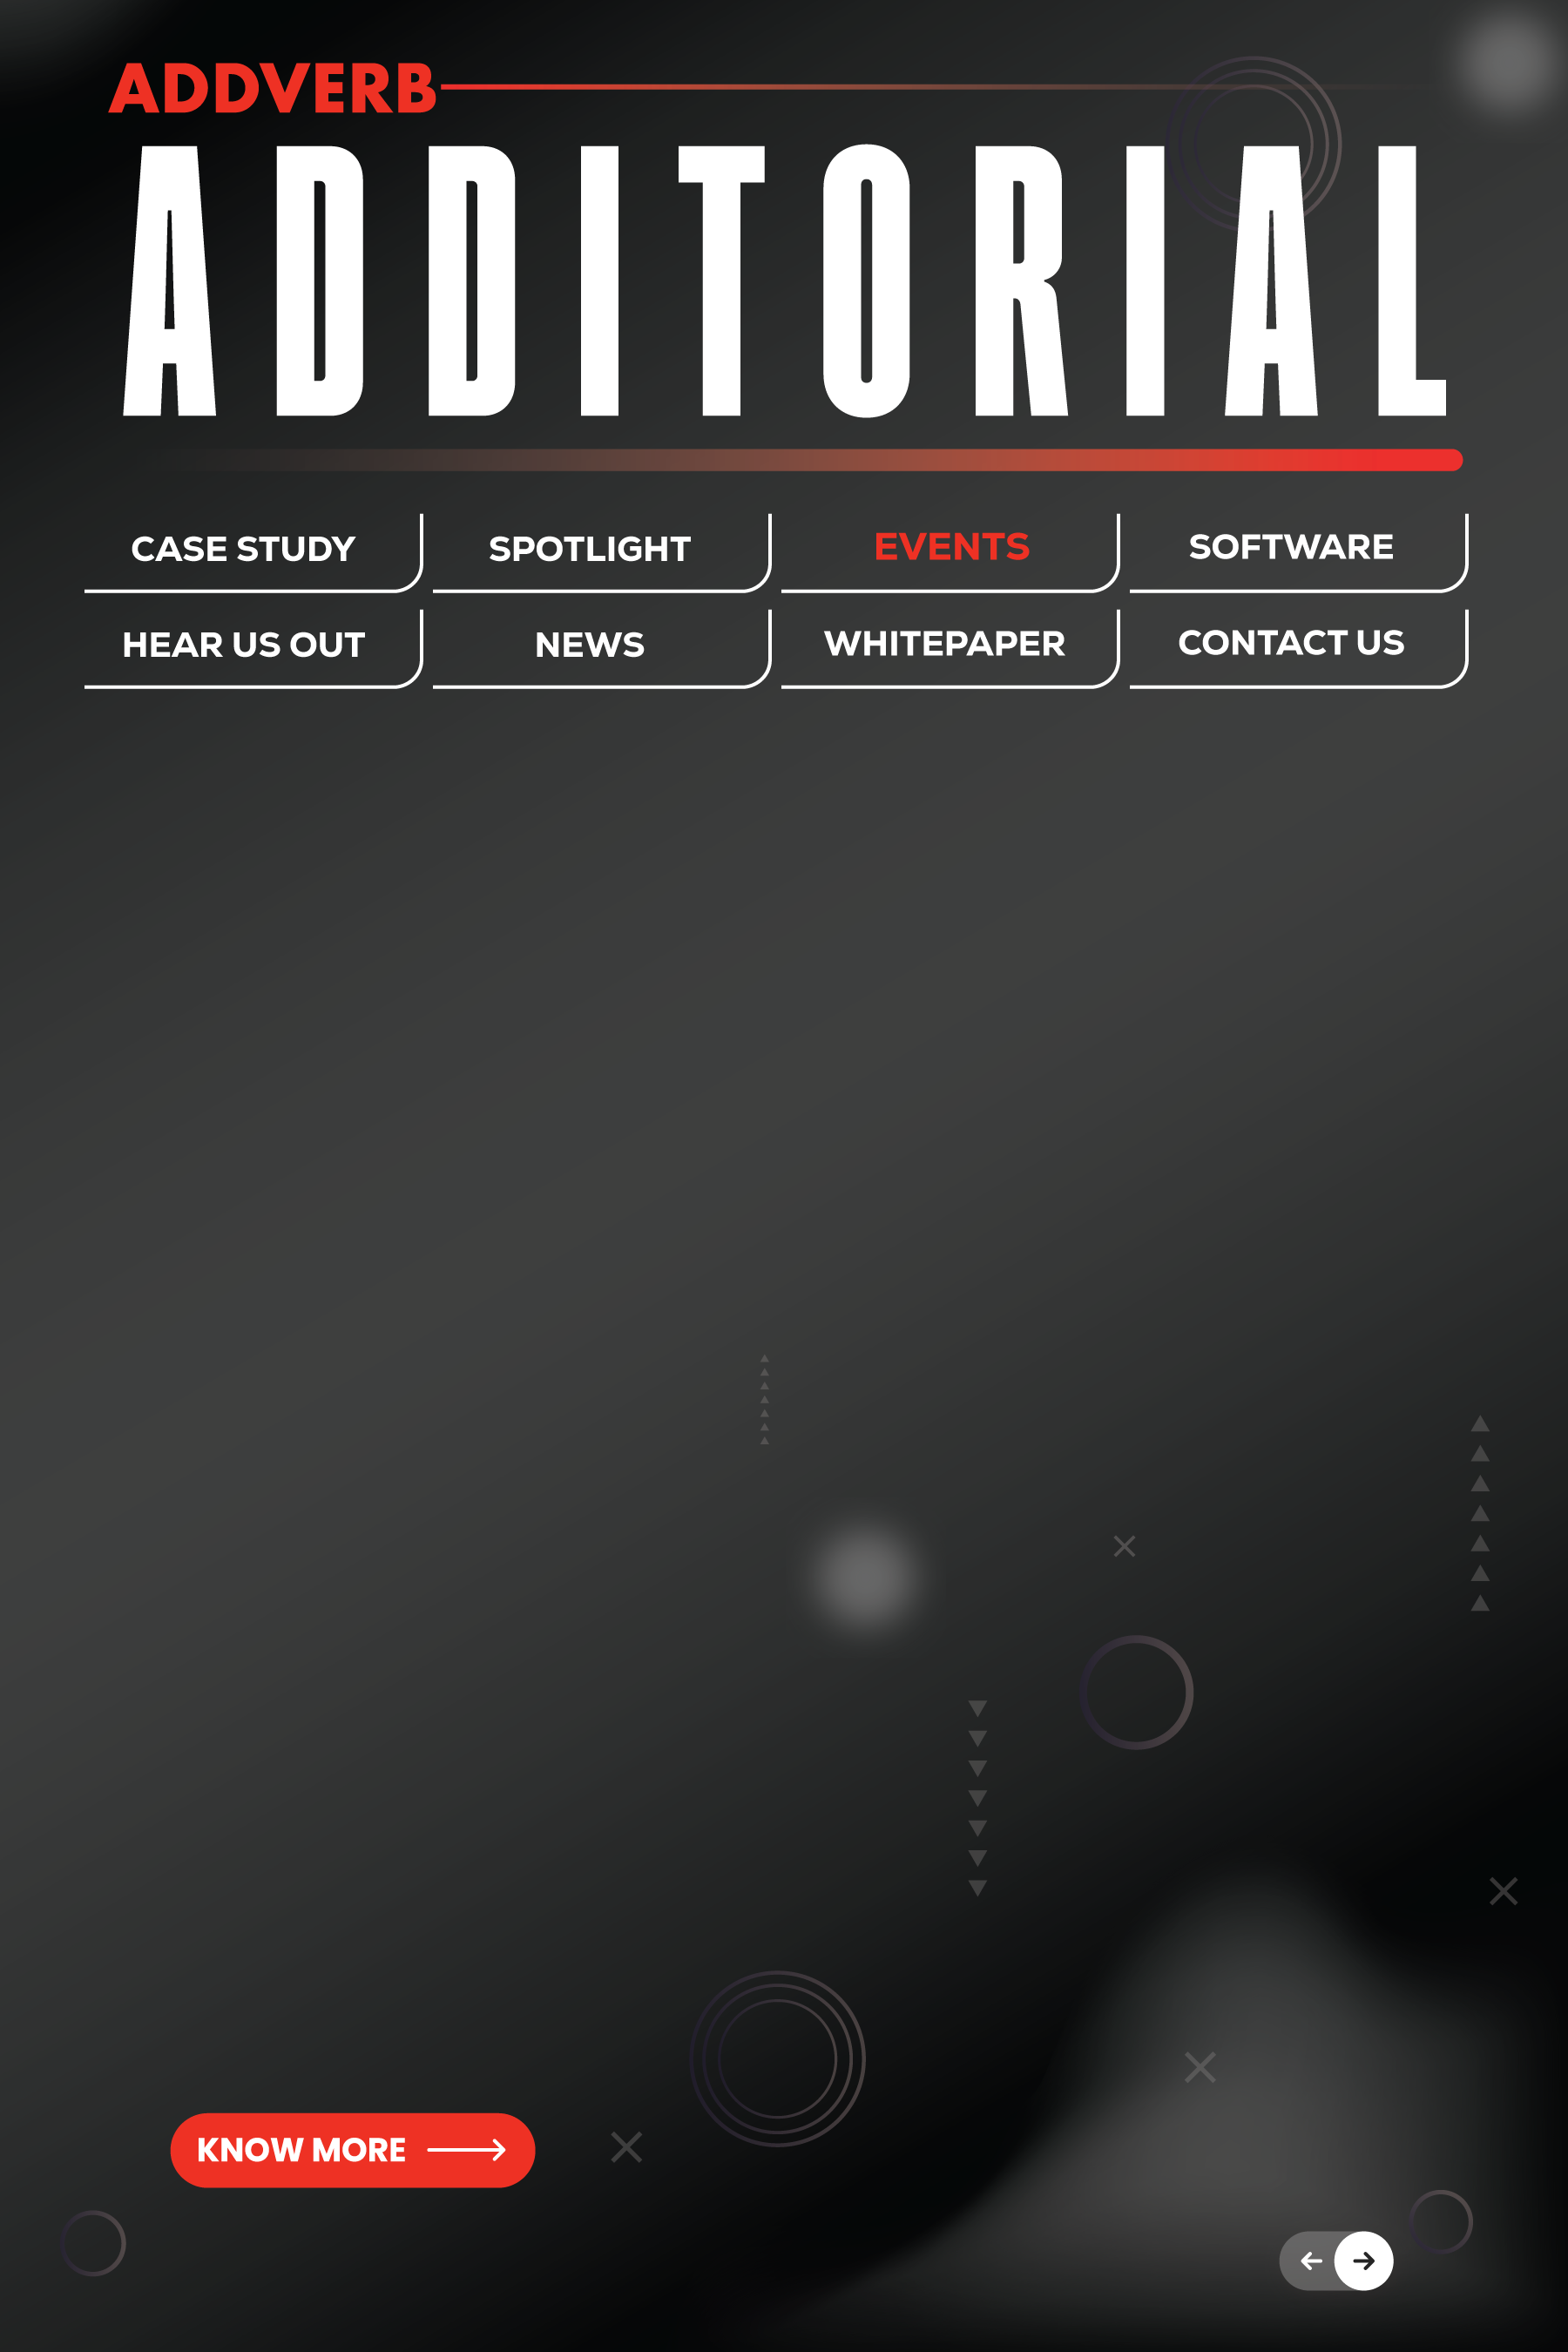 ADDVERB
ADDITORIAL
CASE STUDY
SPOTLIGHT
EVENTS
SOFTWARE
HEAR US OUT
NEWS
WHITEPAPER
CONTACT US
KNOW MORE